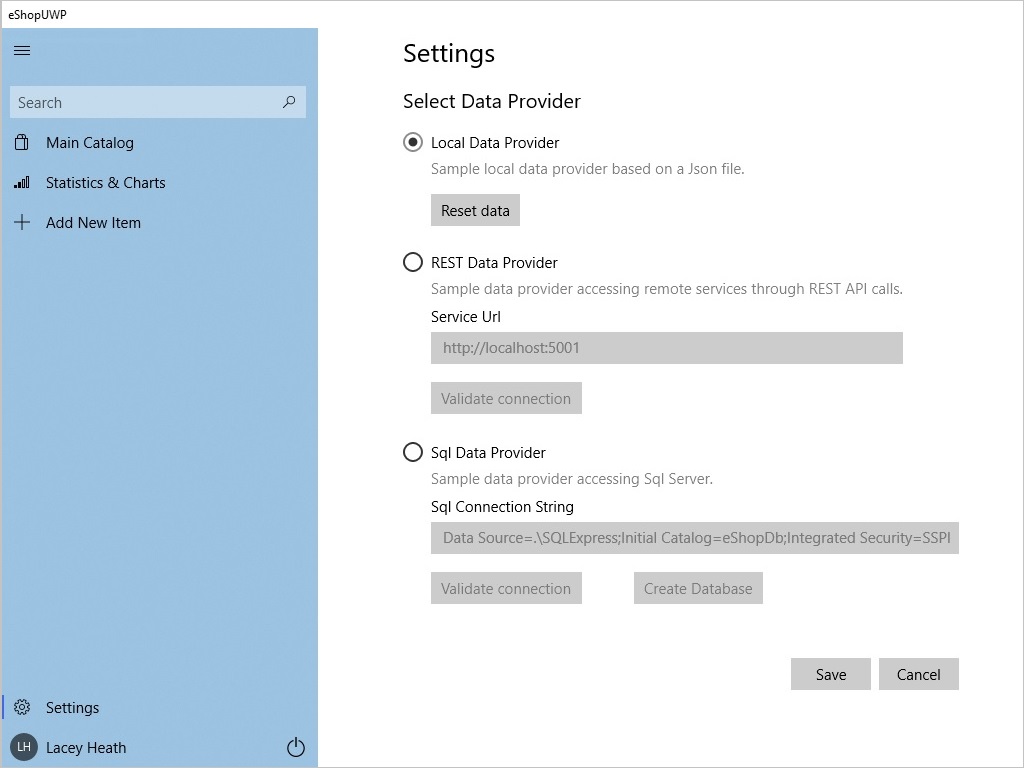 eShopUWP
Search
Main Catalog
Statistics & Charts
Add New Item
Settings
LH
Lacey Heath
Settings
Select Data Provider
Local Data Provider
Sample local data provider based on a Json file.
Reset data
REST Data Provider
Sample data provider accessing remote services through REST API calls.
Service Url
http://localhost:5001
Validate connection
Sql Data Provider
Sample data provider accessing Sql Server.
Sql Connection String
Data Source=.\SQLExpress;Initial Catalog=eShopDb;Integrated Security=SSPI
Validate connection
Create Database
Save
Cancel